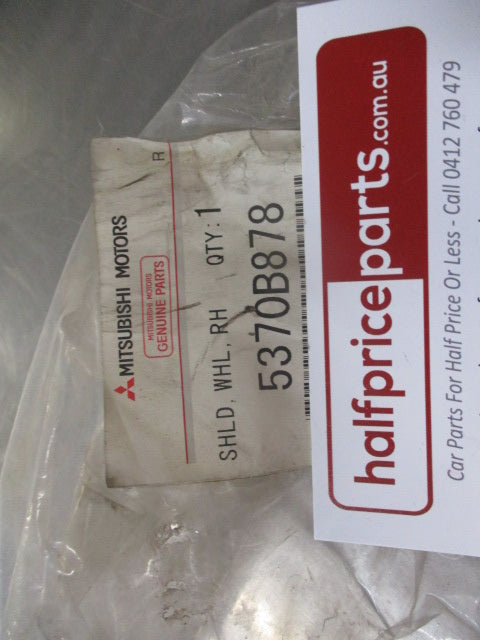 MITSUBISHI MOTORS
R
MITSUBISHI MOTORS
GENUINE PARTS
SHLD, WHL, RH QTY: 1
5370B878
halfpriceparts.com.au
Car Parts For Half Price Or Less - Call 0412 760 479